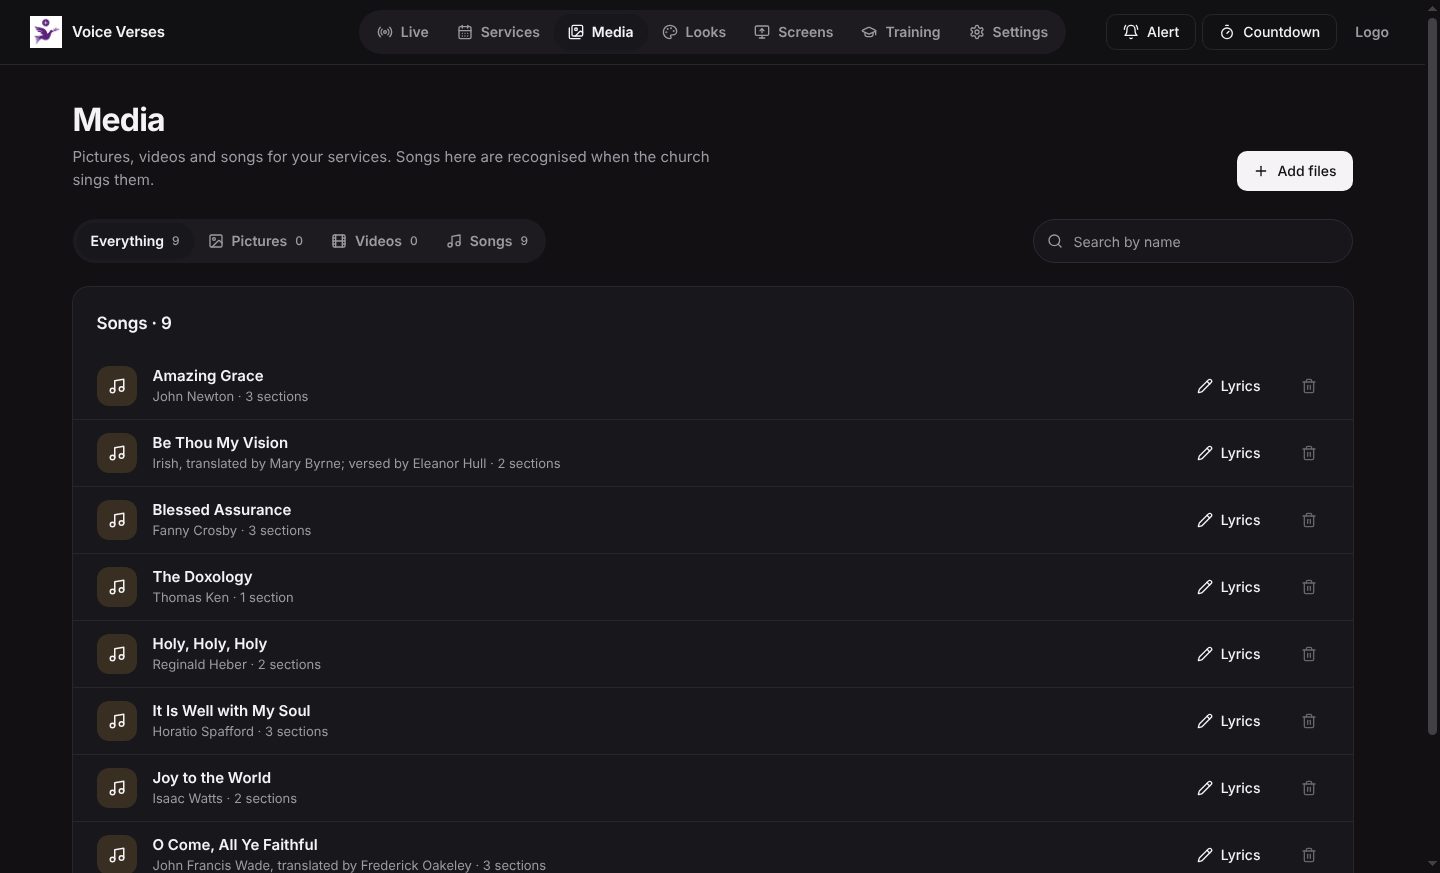 Voice Verses
Live
Services
Media
Looks
Screens
Training
Settings
Alert
Countdown
Logo
Media
Pictures, videos and songs for your services. Songs here are recognised when the church
sings them.
Add files
Everything 9
Pictures 0
Videos 0
Songs 9
Search by name
Songs · 9
Amazing Grace
John Newton · 3 sections
Lyrics
Be Thou My Vision
Irish, translated by Mary Byrne; versed by Eleanor Hull · 2 sections
Lyrics
Blessed Assurance
Fanny Crosby · 3 sections
Lyrics
The Doxology
Thomas Ken · 1 section
Lyrics
Holy, Holy, Holy
Reginald Heber · 2 sections
Lyrics
It Is Well with My Soul
Horatio Spafford · 3 sections
Lyrics
Joy to the World
Isaac Watts · 2 sections
Lyrics
O Come, All Ye Faithful
John Francis Wade, translated by Frederick Oakeley · 3 sections
Lyrics